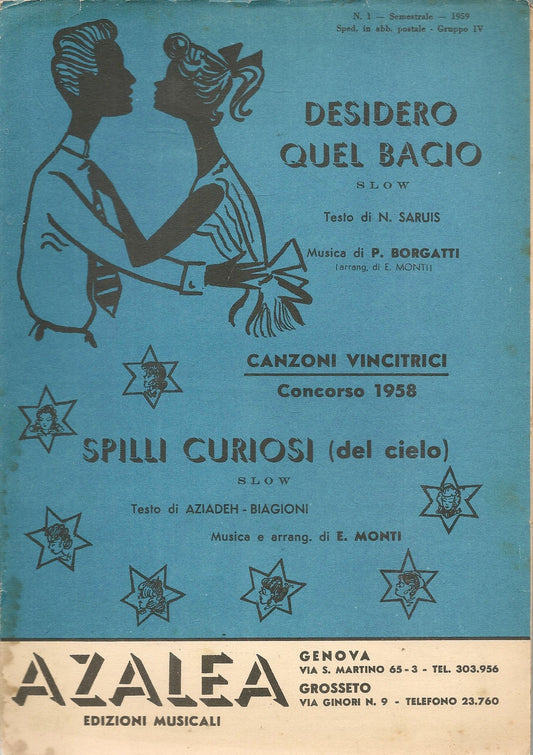 N. 1 — Semestrale — 1959
Sped. in abb. postale - Gruppo IV
DESIDERO
QUEL BACIO
SLOW
Testo di N. SARUIS
Musica di P. BORGATTI
(arrang. di E. MONTI)
CANZONI VINCITRICI
Concorso 1958
SPILLI CURIOSI (del cielo)
SLOW
Testo di AZIADEH - BIAGIONI
Musica e arrang. di E. MONTI
AZALEA
EDIZIONI MUSICALI
GENOVA
VIA S. MARTINO 65-3 - TEL. 303.956
GROSSETO
VIA GINORI N. 9 - TELEFONO 23.760